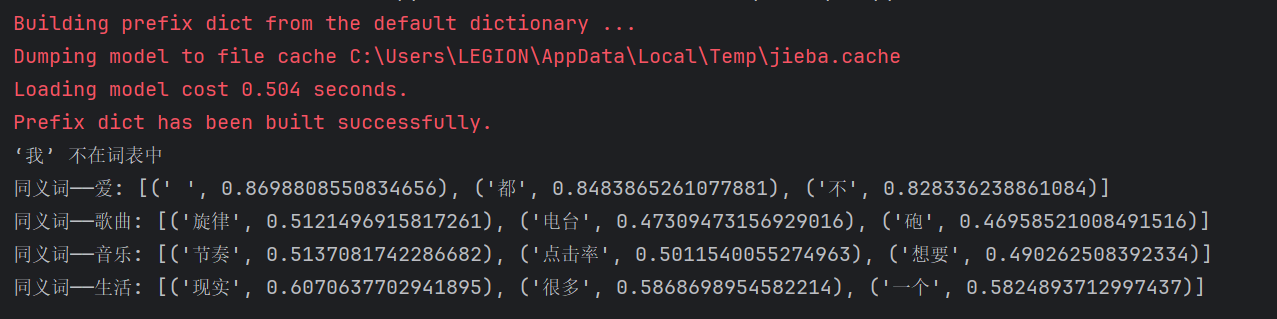 Building prefix dict from the default dictionary ...
Dumping model to file cache C:\Users\LEGION\AppData\Local\Temp\jieba.cache
Loading model cost 0.504 seconds.
Prefix dict has been built successfully.
‘我’ 不在词表中
同义词——爱: [(' ', 0.8698808550834656), ('都', 0.8483865261077881), ('不', 0.828336238861084)]
同义词——歌曲: [('旋律', 0.5121496915817261), ('电台', 0.47309473156929016), ('砲', 0.46958521008491516)]
同义词——音乐: [('节奏', 0.5137081742286682), ('点击率', 0.5011540055274963), ('想要', 0.490262508392334)]
同义词——生活: [('现实', 0.6070637702941895), ('很多', 0.5868698954582214), ('一个', 0.5824893712997437)]